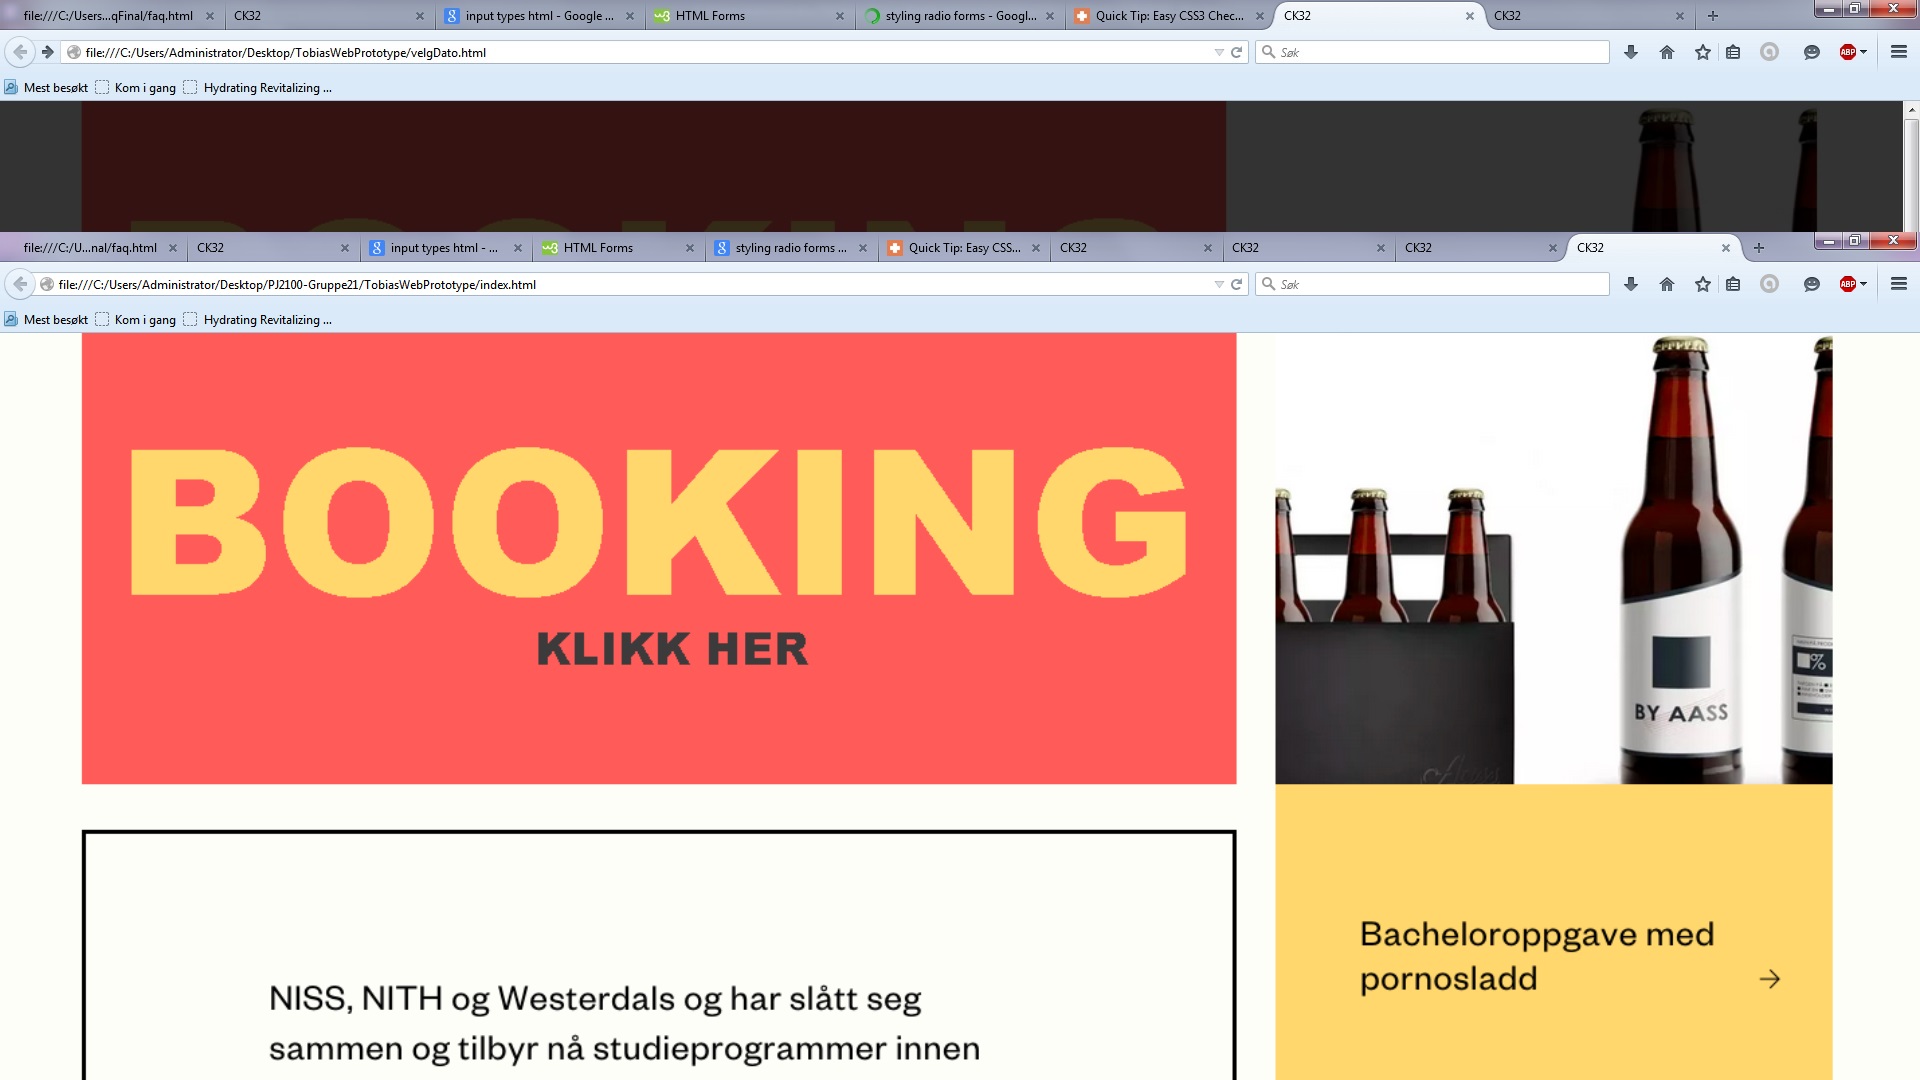 file:///C:/Users...qFinal/faq.html CK32 input types html - Google ... HTML Forms styling radio forms - Googl... Quick Tip: Easy CSS3 Chec... CK32 CK32
file:///C:/Users/Administrator/Desktop/TobiasWebPrototype/velgDato.html Søk ABP
Mest besøkt Kom i gang Hydrating Revitalizing ...
file:///C:/U...nal/faq.html CK32 input types html - ... HTML Forms styling radio forms ... Quick Tip: Easy CSS... CK32 CK32 CK32 CK32
file:///C:/Users/Administrator/Desktop/PJ2100-Gruppe21/TobiasWebPrototype/index.html Søk ABP
Mest besøkt Kom i gang Hydrating Revitalizing ...
BOOKING
KLIKK HER
BY AASS
%
Bacheloroppgave med
pornosladd
NISS, NITH og Westerdals og har slått seg
sammen og tilbyr nå studieprogrammer innen